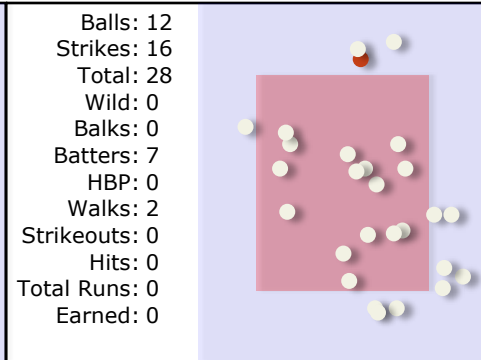 Balls: 12
Strikes: 16
Total: 28
Wild: 0
Balks: 0
Batters: 7
HBP: 0
Walks: 2
Strikeouts: 0
Hits: 0
Total Runs: 0
Earned: 0